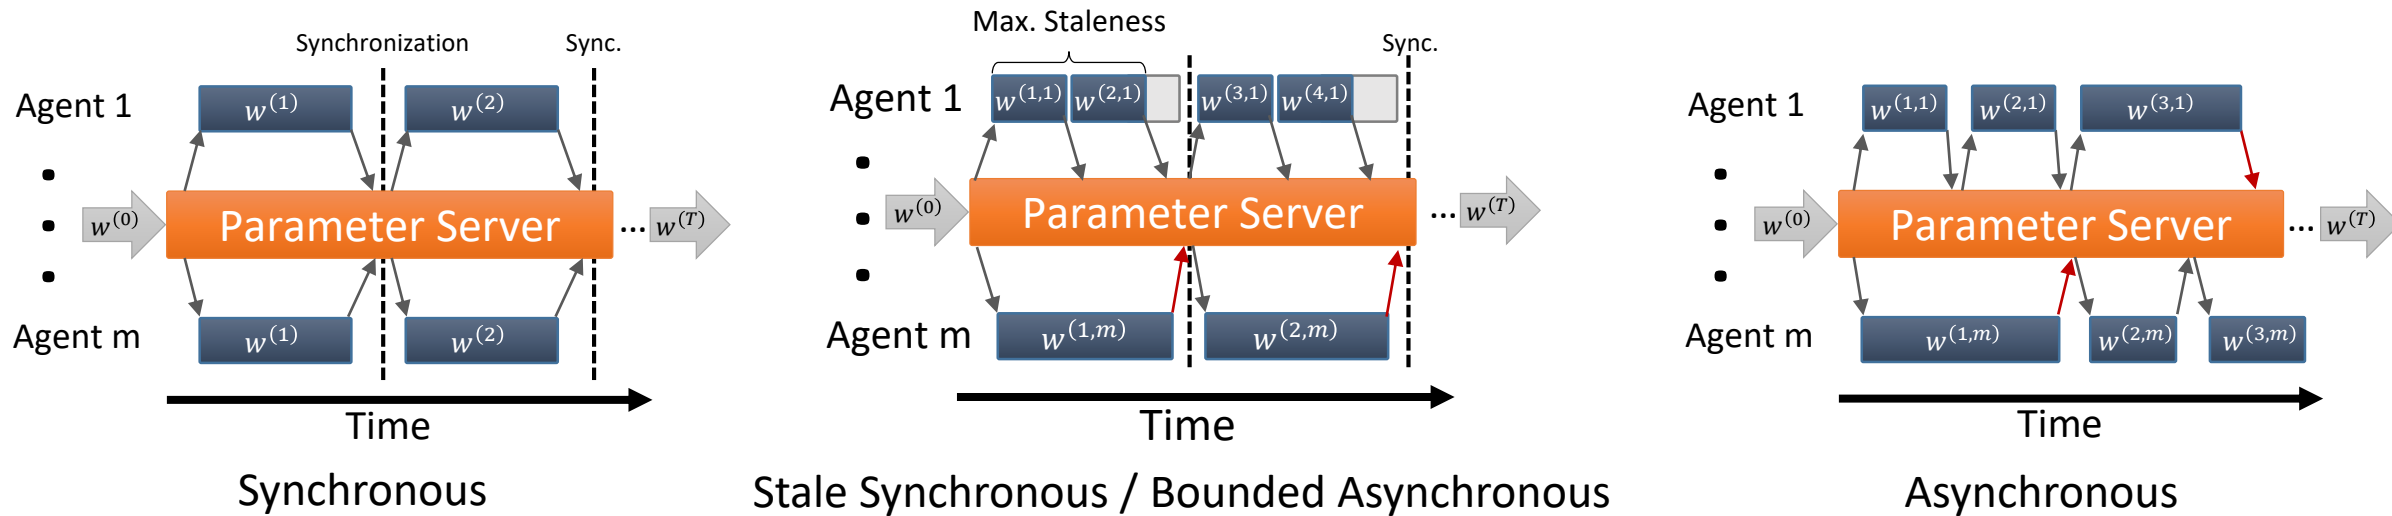 Synchronization
Sync.
Agent 1
w^(1)
w^(2)
w^(0)
Parameter Server
...
w^(T)
Agent m
w^(1)
w^(2)
Time
Synchronous
Max. Staleness
Sync.
Agent 1
w^(1,1)
w^(2,1)
w^(3,1)
w^(4,1)
w^(0)
Parameter Server
...
w^(T)
Agent m
w^(1,m)
w^(2,m)
Time
Stale Synchronous / Bounded Asynchronous
Agent 1
w^(1,1)
w^(2,1)
w^(3,1)
w^(0)
Parameter Server
...
w^(T)
Agent m
w^(1,m)
w^(2,m)
w^(3,m)
Time
Asynchronous